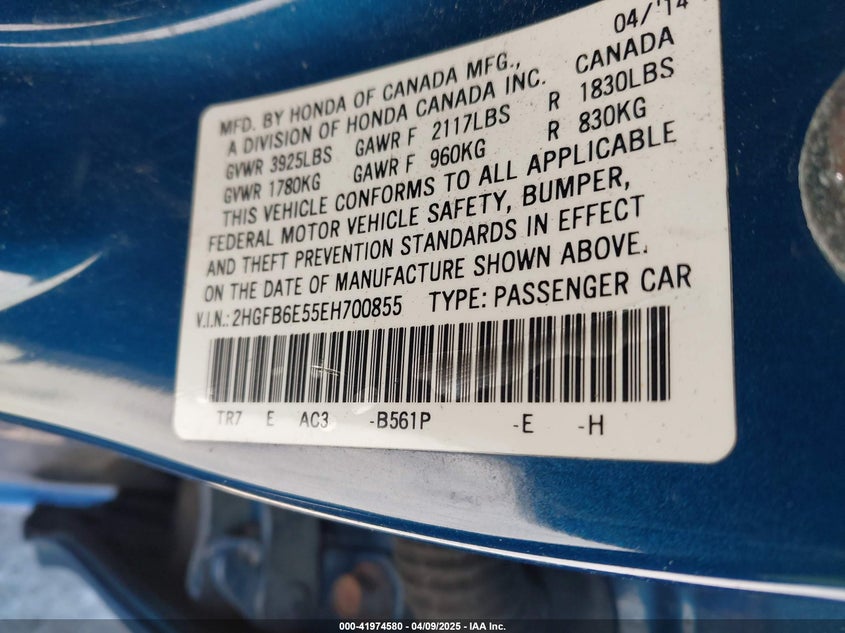 04/'14
MFD. BY HONDA OF CANADA MFG.,
A DIVISION OF HONDA CANADA INC. CANADA
GVWR 3925LBS GAWR F 2117LBS R 1830LBS
GVWR 1780KG GAWR F 960KG R 830KG
THIS VEHICLE CONFORMS TO ALL APPLICABLE
FEDERAL MOTOR VEHICLE SAFETY, BUMPER,
AND THEFT PREVENTION STANDARDS IN EFFECT
ON THE DATE OF MANUFACTURE SHOWN ABOVE.
V.I.N.: 2HGFB6E55EH700855 TYPE: PASSENGER CAR
TR7 E AC3 -B561P -E -H
000-41974580 | 04/09/2025 - IAA Inc.